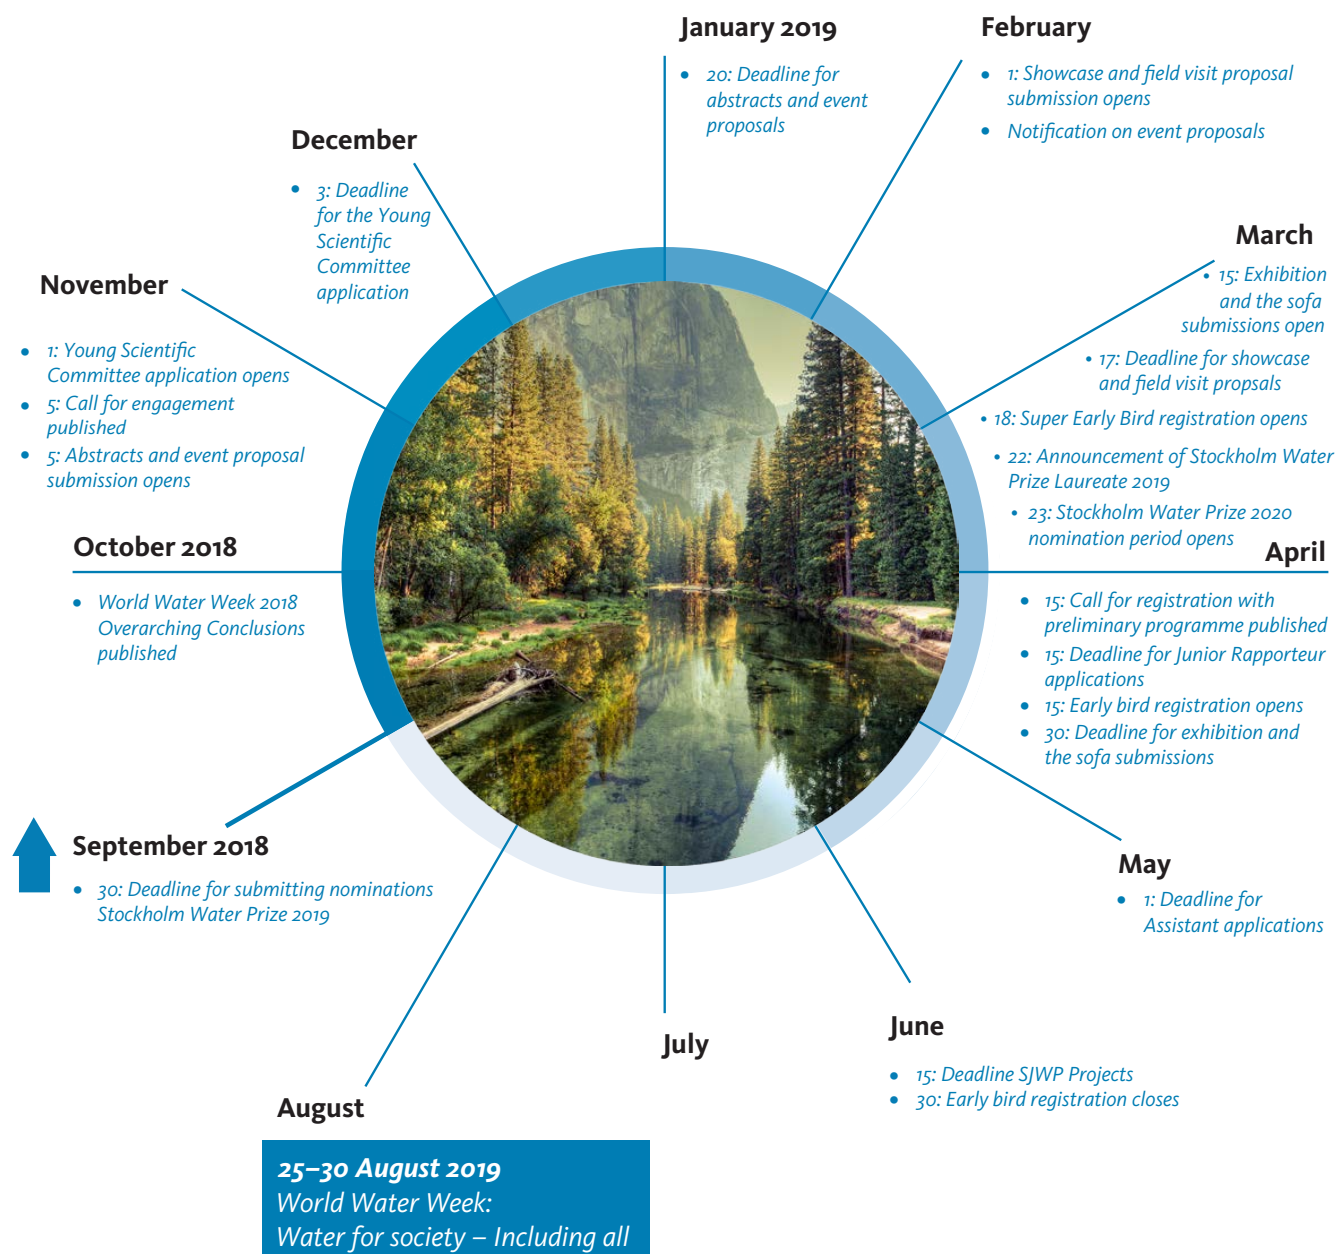 January 2019
• 20: Deadline for
abstracts and event
proposals
February
• 1: Showcase and field visit proposal
submission opens
• Notification on event proposals
March
• 15: Exhibition
and the sofa
submissions open
• 17: Deadline for showcase
and field visit propsals
• 18: Super Early Bird registration opens
• 22: Announcement of Stockholm Water
Prize Laureate 2019
• 23: Stockholm Water Prize 2020
nomination period opens
April
• 15: Call for registration with
preliminary programme published
• 15: Deadline for Junior Rapporteur
applications
• 15: Early bird registration opens
• 30: Deadline for exhibition and
the sofa submissions
May
• 1: Deadline for
Assistant applications
June
• 15: Deadline SJWP Projects
• 30: Early bird registration closes
July
August
25–30 August 2019
World Water Week:
Water for society – Including all
September 2018
• 30: Deadline for submitting nominations
Stockholm Water Prize 2019
October 2018
• World Water Week 2018
Overarching Conclusions
published
November
• 1: Young Scientific
Committee application opens
• 5: Call for engagement
published
• 5: Abstracts and event proposal
submission opens
December
• 3: Deadline
for the Young
Scientific
Committee
application